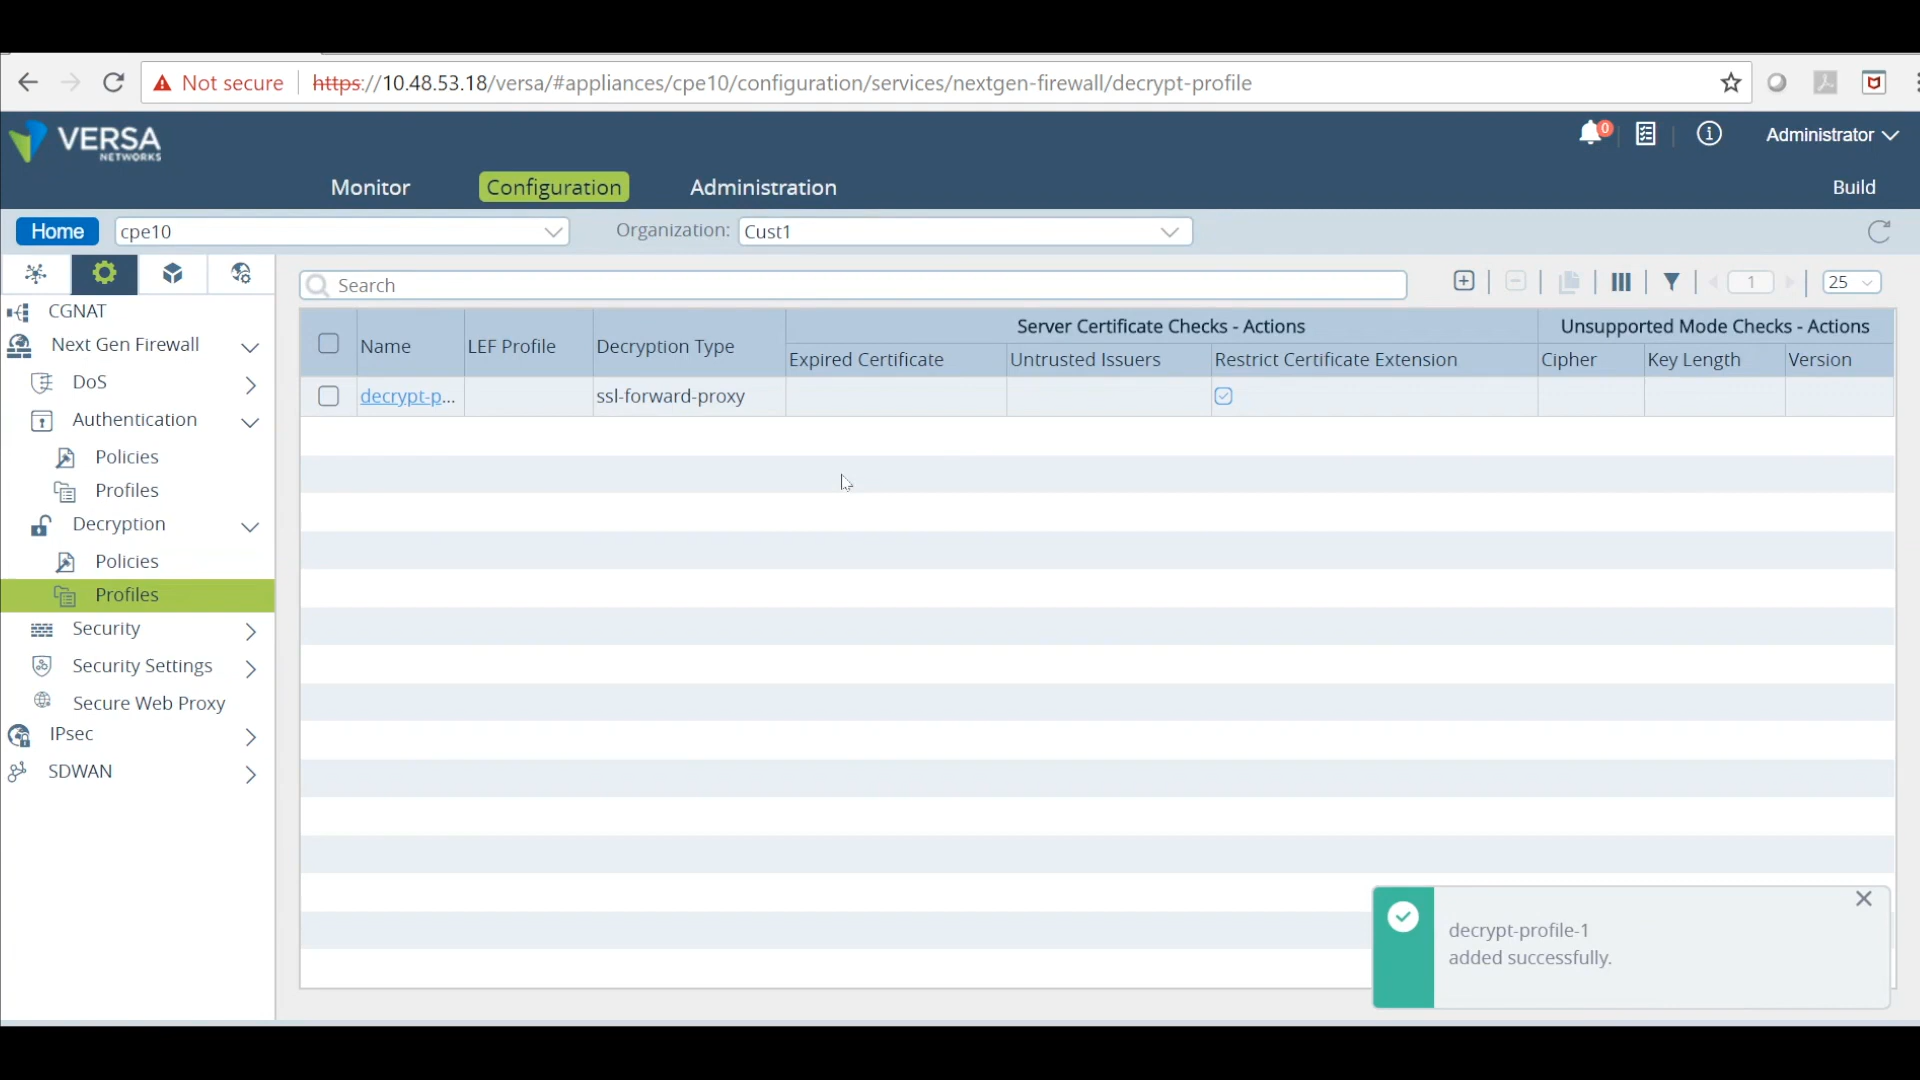 Not secure https://10.48.53.18/versa/#appliances/cpe10/configuration/services/nextgen-firewall/decrypt-profile
VERSA
NETWORKS
0
Administrator
Monitor Configuration Administration Build
Home cpe10 Organization: Cust1
Search 1 25
CGNAT
Next Gen Firewall
DoS
Authentication
Policies
Profiles
Decryption
Policies
Profiles
Security
Security Settings
Secure Web Proxy
IPsec
SDWAN
Server Certificate Checks - Actions Unsupported Mode Checks - Actions
Name LEF Profile Decryption Type Expired Certificate Untrusted Issuers Restrict Certificate Extension Cipher Key Length Version
decrypt-p... ssl-forward-proxy
decrypt-profile-1
added successfully.